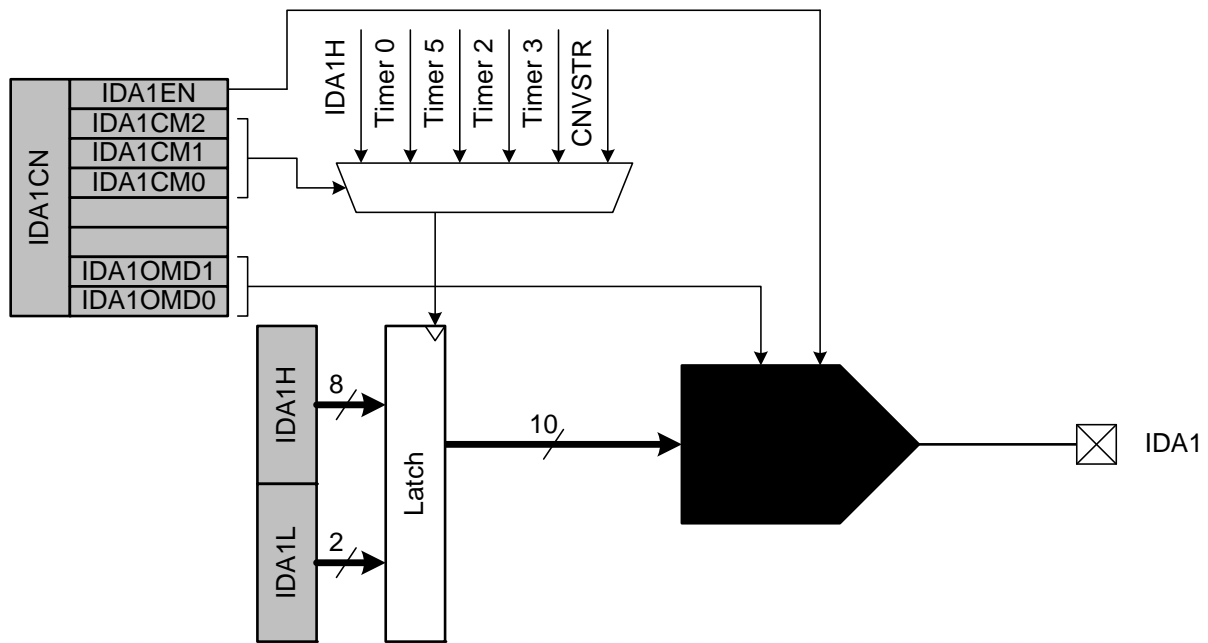 IDA1CN
IDA1EN
IDA1CM2
IDA1CM1
IDA1CM0
IDA1OMD1
IDA1OMD0
IDA1H
Timer 0
Timer 5
Timer 2
Timer 3
CNVSTR
IDA1H
8
IDA1L
2
Latch
10
IDA1